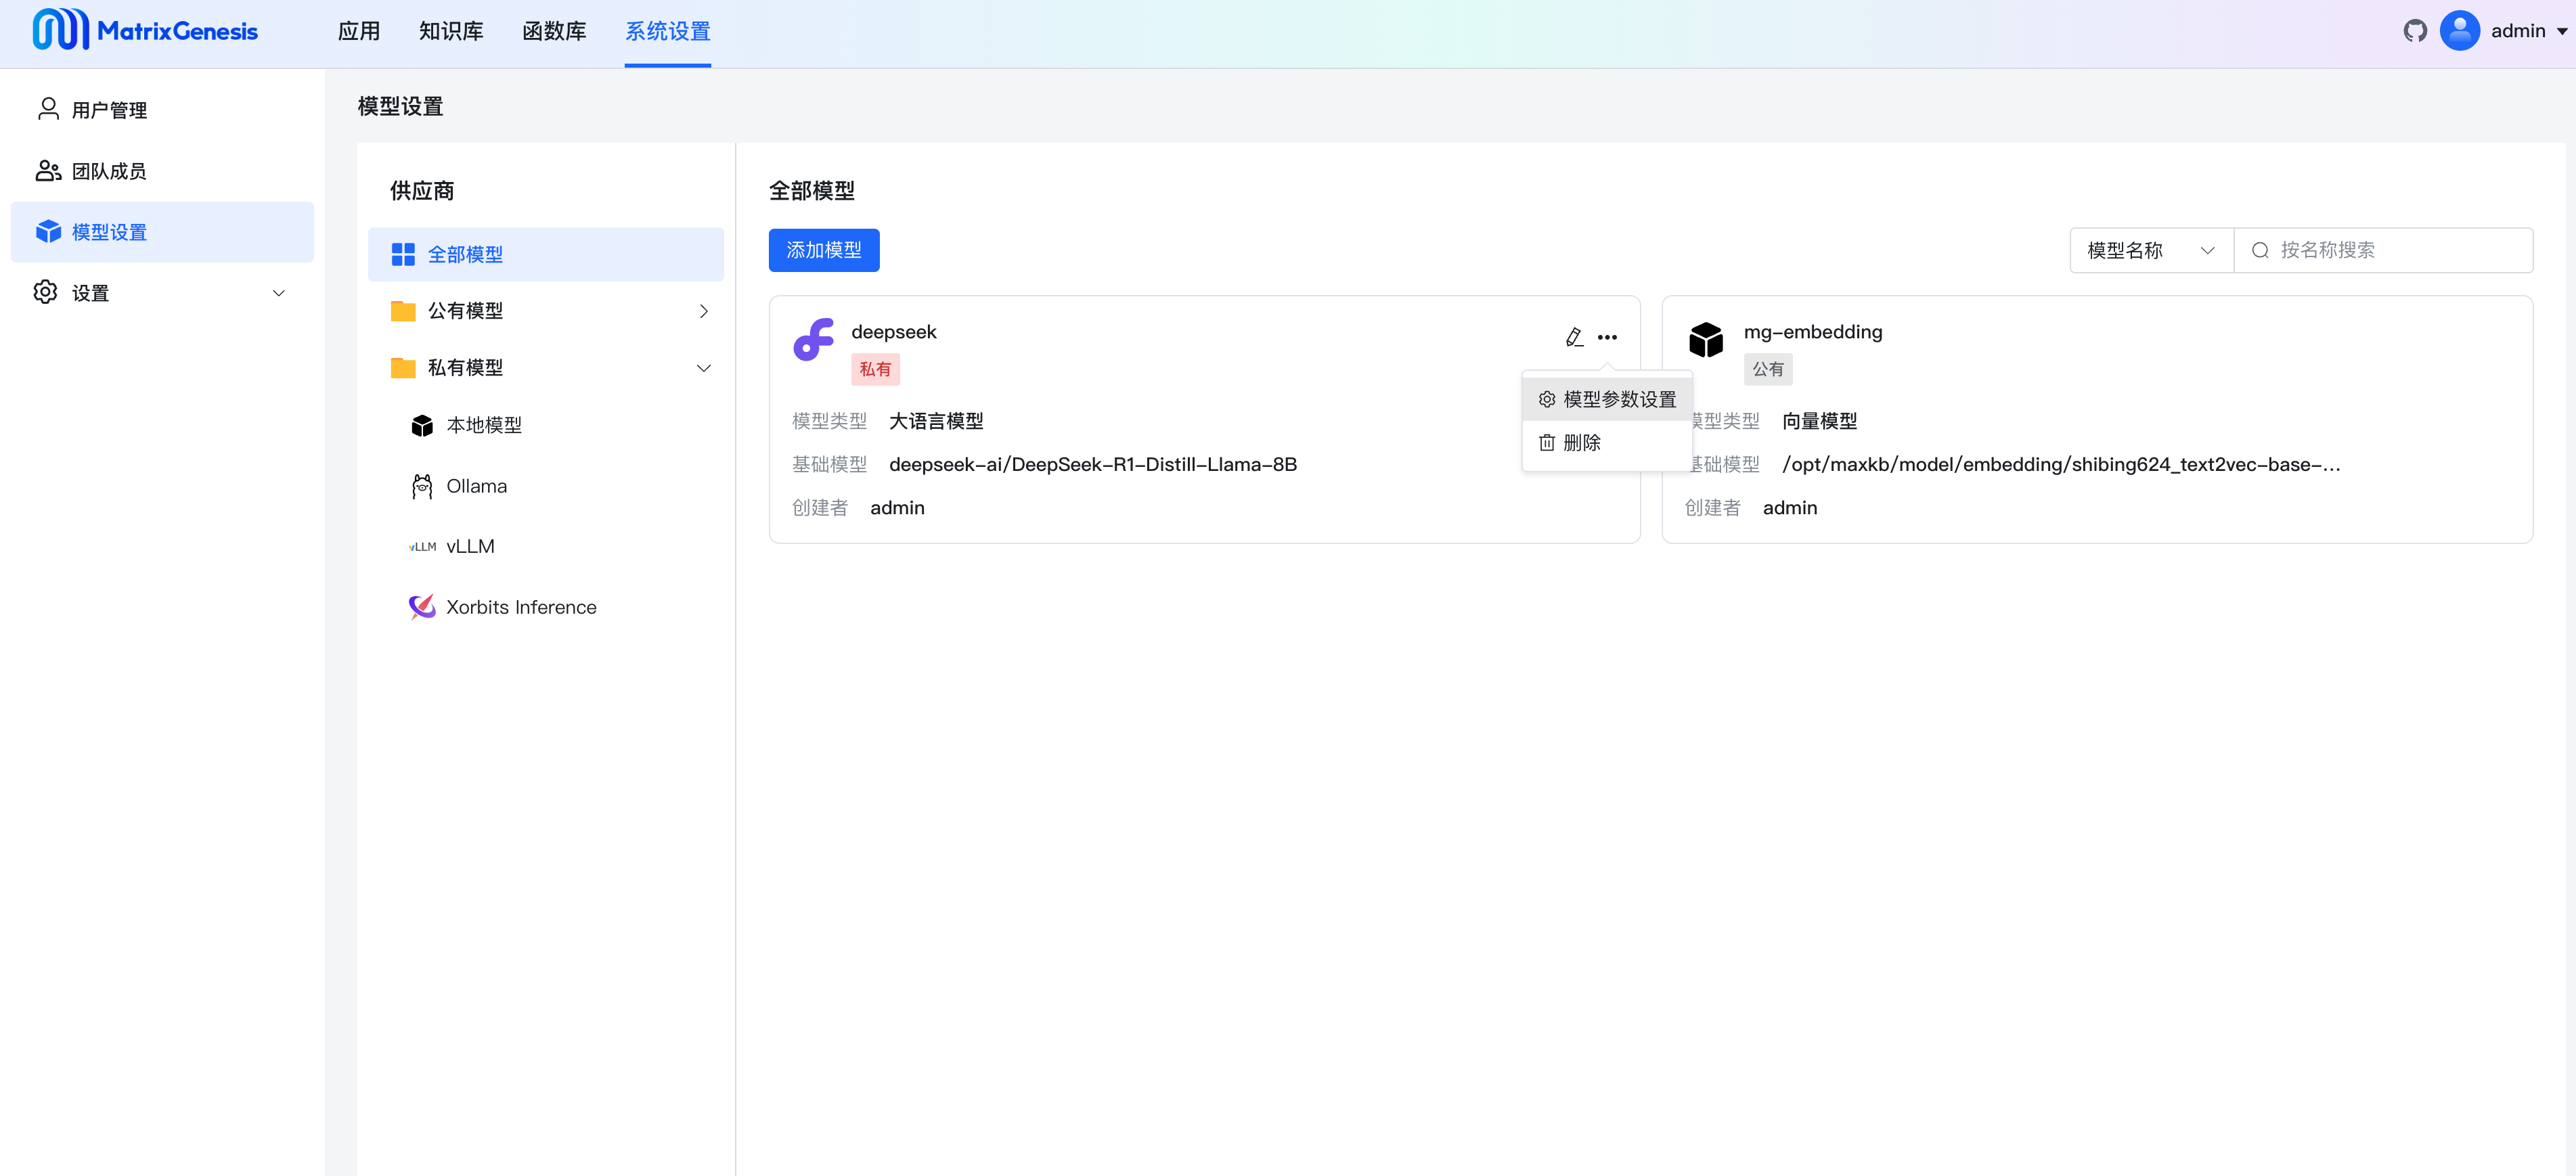 MatrixGenesis
应用
知识库
函数库
系统设置
admin
用户管理
团队成员
模型设置
设置
模型设置
供应商
全部模型
公有模型
私有模型
本地模型
Ollama
vLLM vLLM
Xorbits Inference
全部模型
添加模型
模型名称
按名称搜索
deepseek
私有
模型类型 大语言模型
基础模型 deepseek-ai/DeepSeek-R1-Distill-Llama-8B
创建者 admin
模型参数设置
删除
mg-embedding
公有
模型类型 向量模型
基础模型 /opt/maxkb/model/embedding/shibing624_text2vec-base-...
创建者 admin